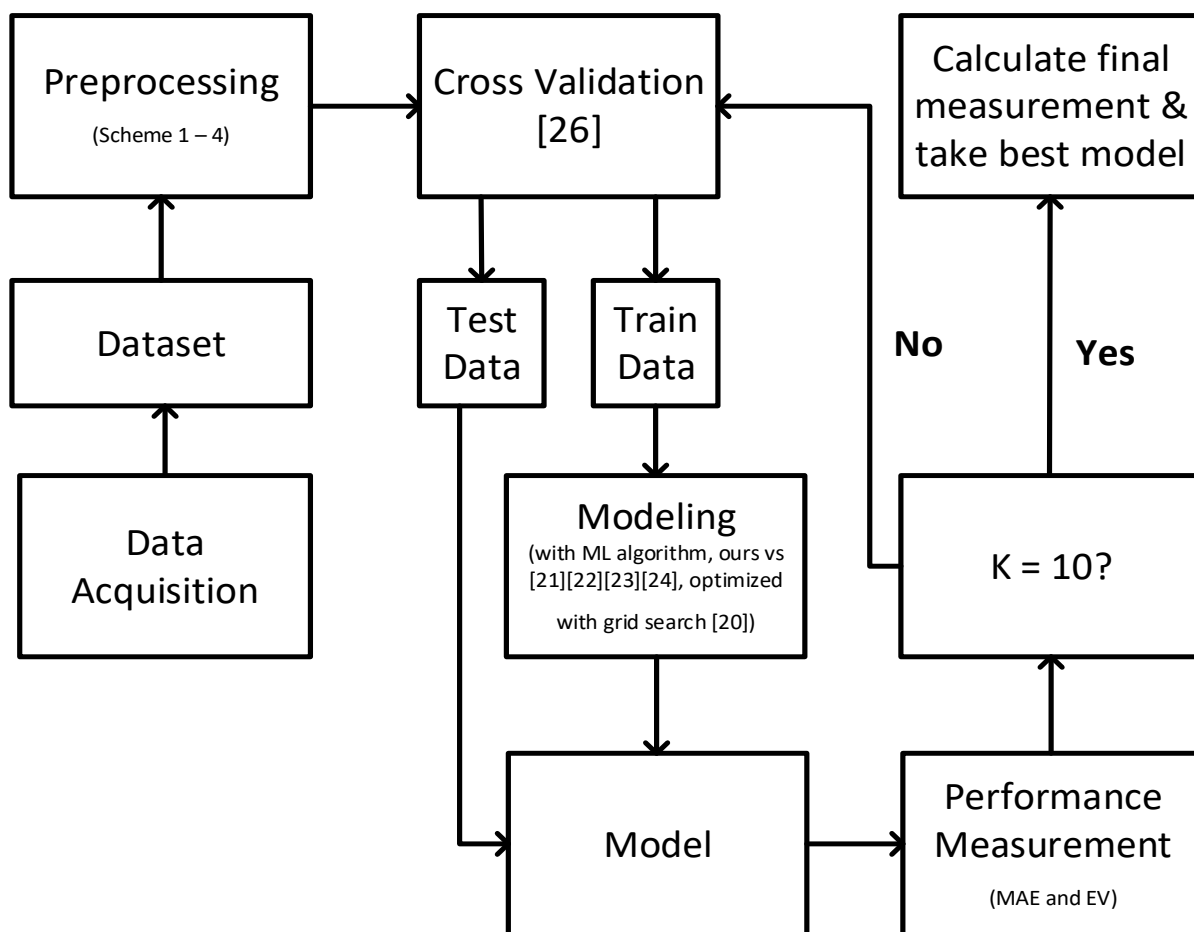 Preprocessing
(Scheme 1 – 4)
Cross Validation
[26]
Calculate final
measurement &
take best model
Dataset
Test
Data
Train
Data
No
Yes
Data
Acquisition
Modeling
(with ML algorithm, ours vs
[21][22][23][24], optimized
with grid search [20])
K = 10?
Model
Performance
Measurement
(MAE and EV)